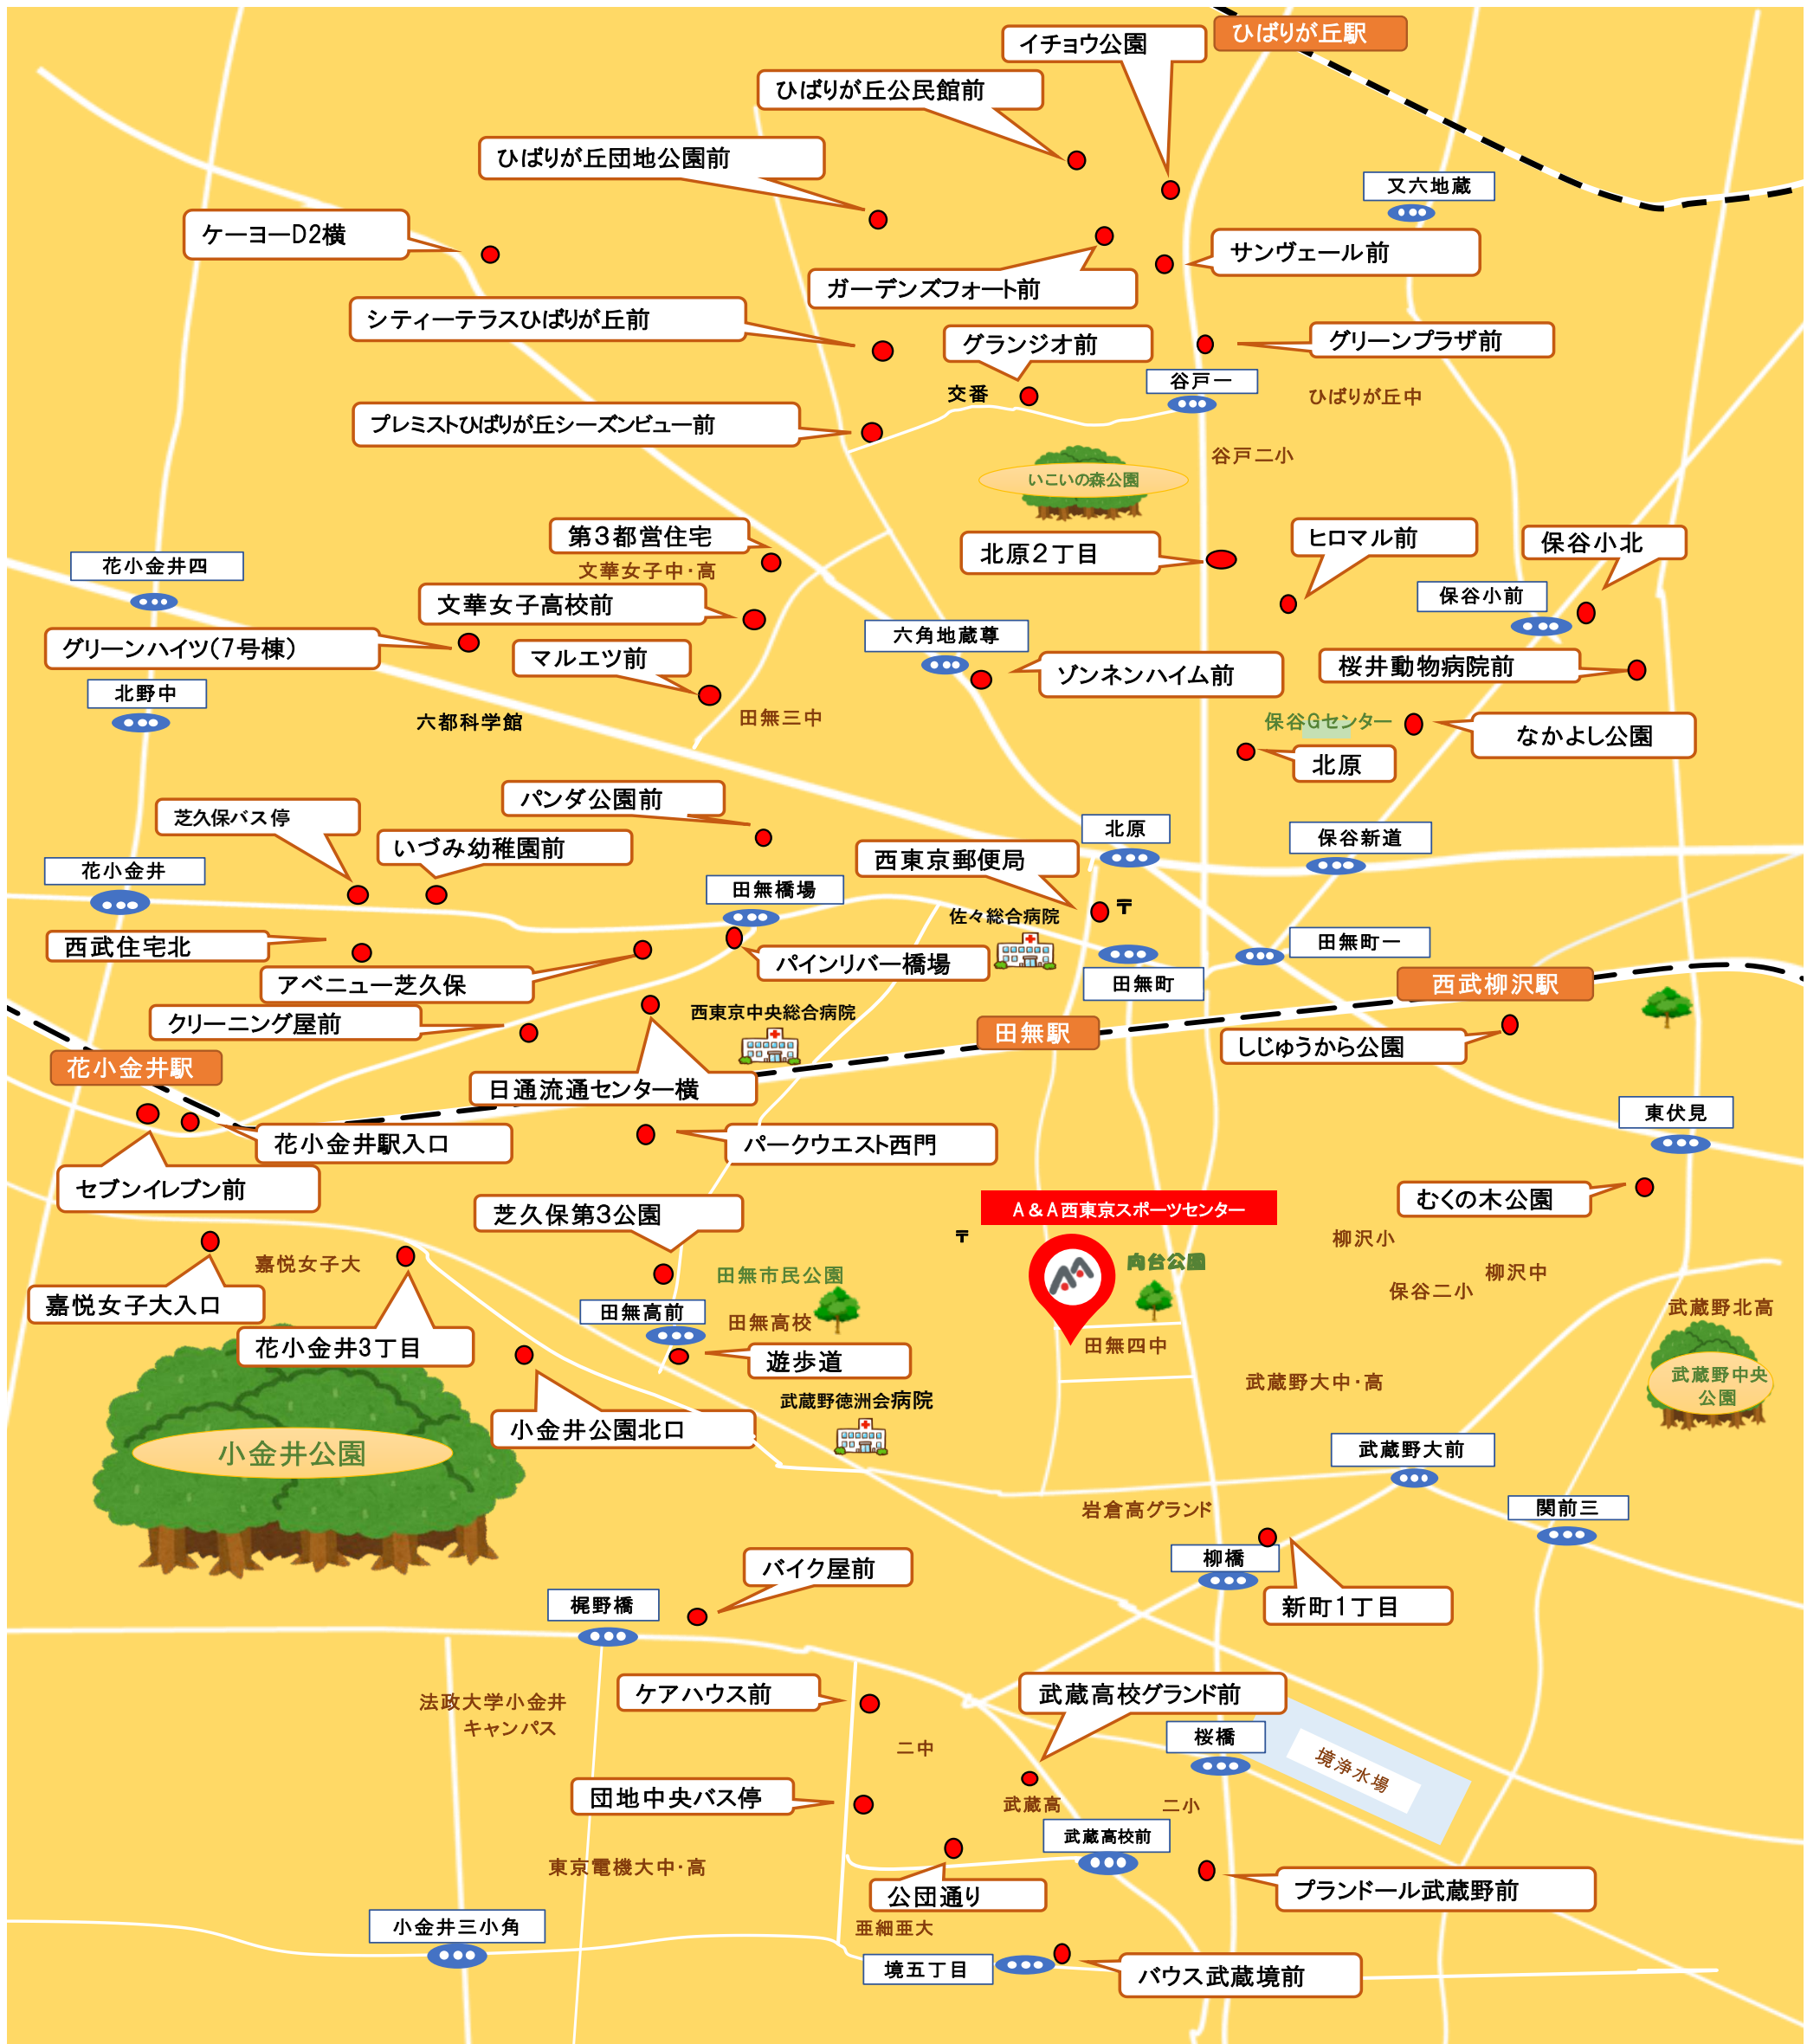 イチョウ公園
ひばりが丘駅
ひばりが丘公民館前
ひばりが丘団地公園前
又六地蔵
ケーヨーD2横
サンヴェール前
ガーデンズフォート前
シティーテラスひばりが丘前
グランジオ前
グリーンプラザ前
谷戸一
交番
ひばりが丘中
プレミストひばりが丘シーズンビュー前
谷戸二小
いこいの森公園
第3都営住宅
ヒロマル前
保谷小北
北原2丁目
花小金井四
文華女子中・高
保谷小前
文華女子高校前
六角地蔵尊
グリーンハイツ(7号棟)
マルエツ前
ゾンネンハイム前
桜井動物病院前
北野中
六都科学館
田無三中
保谷Gセンター
なかよし公園
北原
パンダ公園前
芝久保バス停
北原
保谷新道
いづみ幼稚園前
西東京郵便局
花小金井
田無橋場
〒
佐々総合病院
西武住宅北
田無町一
パインリバー橋場
アベニュー芝久保
田無町
西武柳沢駅
西東京中央総合病院
クリーニング屋前
田無駅
しじゅうから公園
花小金井駅
日通流通センター横
東伏見
花小金井駅入口
パークウエスト西門
セブンイレブン前
むくの木公園
芝久保第3公園
A&A西東京スポーツセンター
〒
柳沢小
嘉悦女子大
田無市民公園
向台公園
柳沢中
嘉悦女子大入口
保谷二小
武蔵野北高
田無高前
田無高校
花小金井3丁目
遊歩道
田無四中
武蔵野大中・高
武蔵野中央
公園
武蔵野徳洲会病院
小金井公園北口
小金井公園
武蔵野大前
岩倉高グランド
関前三
柳橋
バイク屋前
梶野橋
新町1丁目
ケアハウス前
武蔵高校グランド前
法政大学小金井
キャンパス
桜橋
二中
境浄水場
団地中央バス停
武蔵高
二小
武蔵高校前
東京電機大中・高
公団通り
プランドール武蔵野前
小金井三小角
亜細亜大
境五丁目
バウス武蔵境前